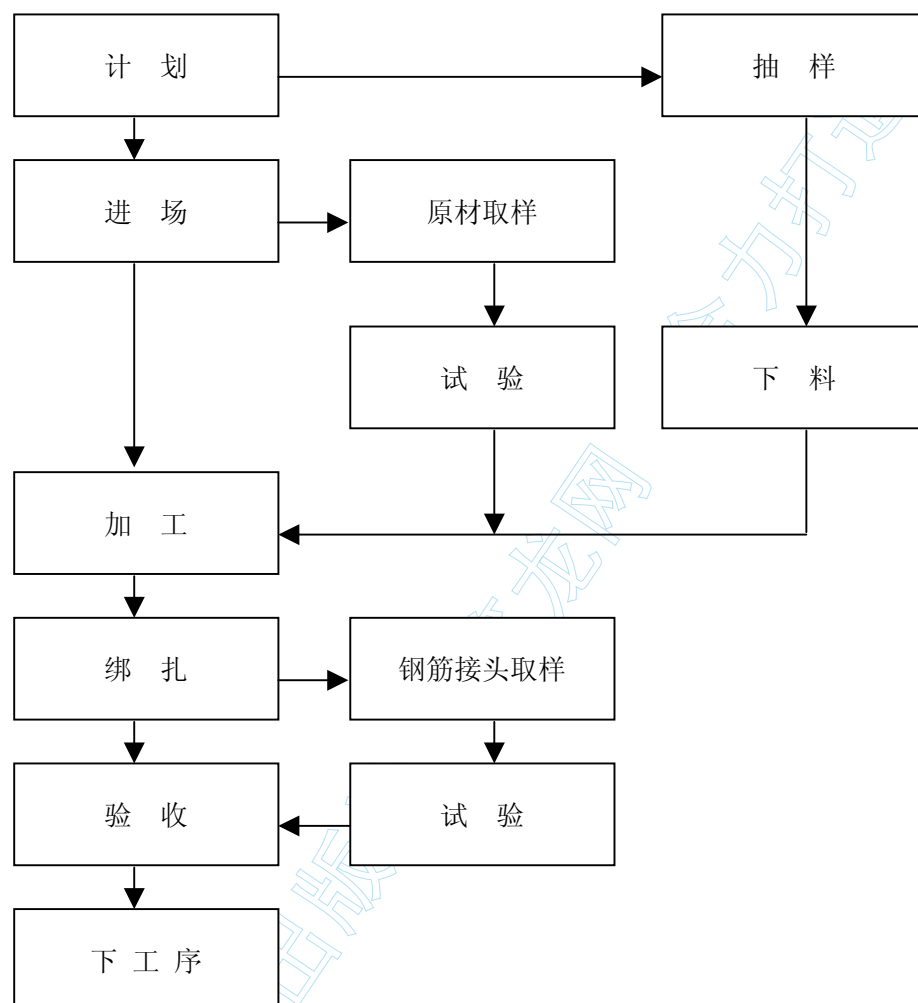 计 划
抽 样
进 场
原材取样
试 验
下 料
加 工
绑 扎
钢筋接头取样
验 收
试 验
下 工 序